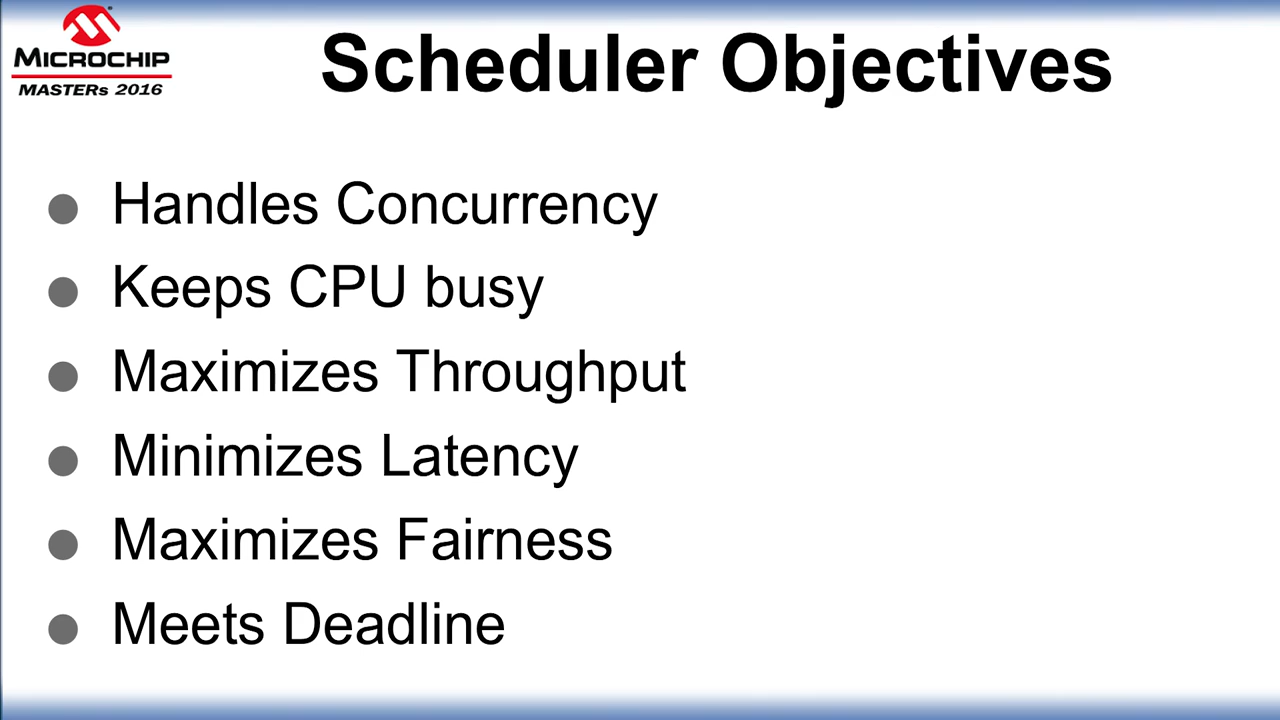 MICROCHIP
MASTERs 2016
Scheduler Objectives
● Handles Concurrency
● Keeps CPU busy
● Maximizes Throughput
● Minimizes Latency
● Maximizes Fairness
● Meets Deadline